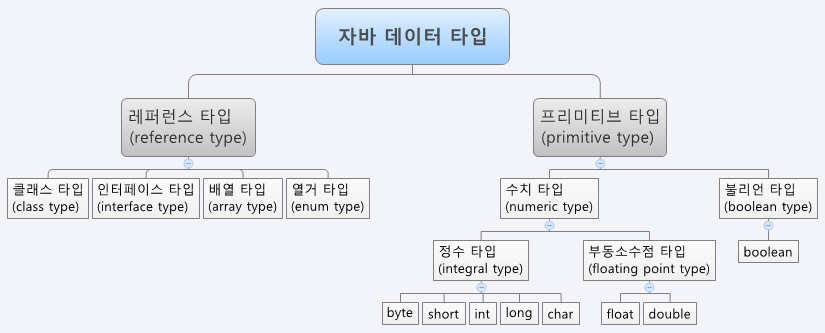 자바 데이터 타입
레퍼런스 타입
(reference type)
프리미티브 타입
(primitive type)
클래스 타입
(class type)
인터페이스 타입
(interface type)
배열 타입
(array type)
열거 타입
(enum type)
수치 타입
(numeric type)
불리언 타입
(boolean type)
정수 타입
(integral type)
부동소수점 타입
(floating point type)
boolean
byte
short
int
long
char
float
double